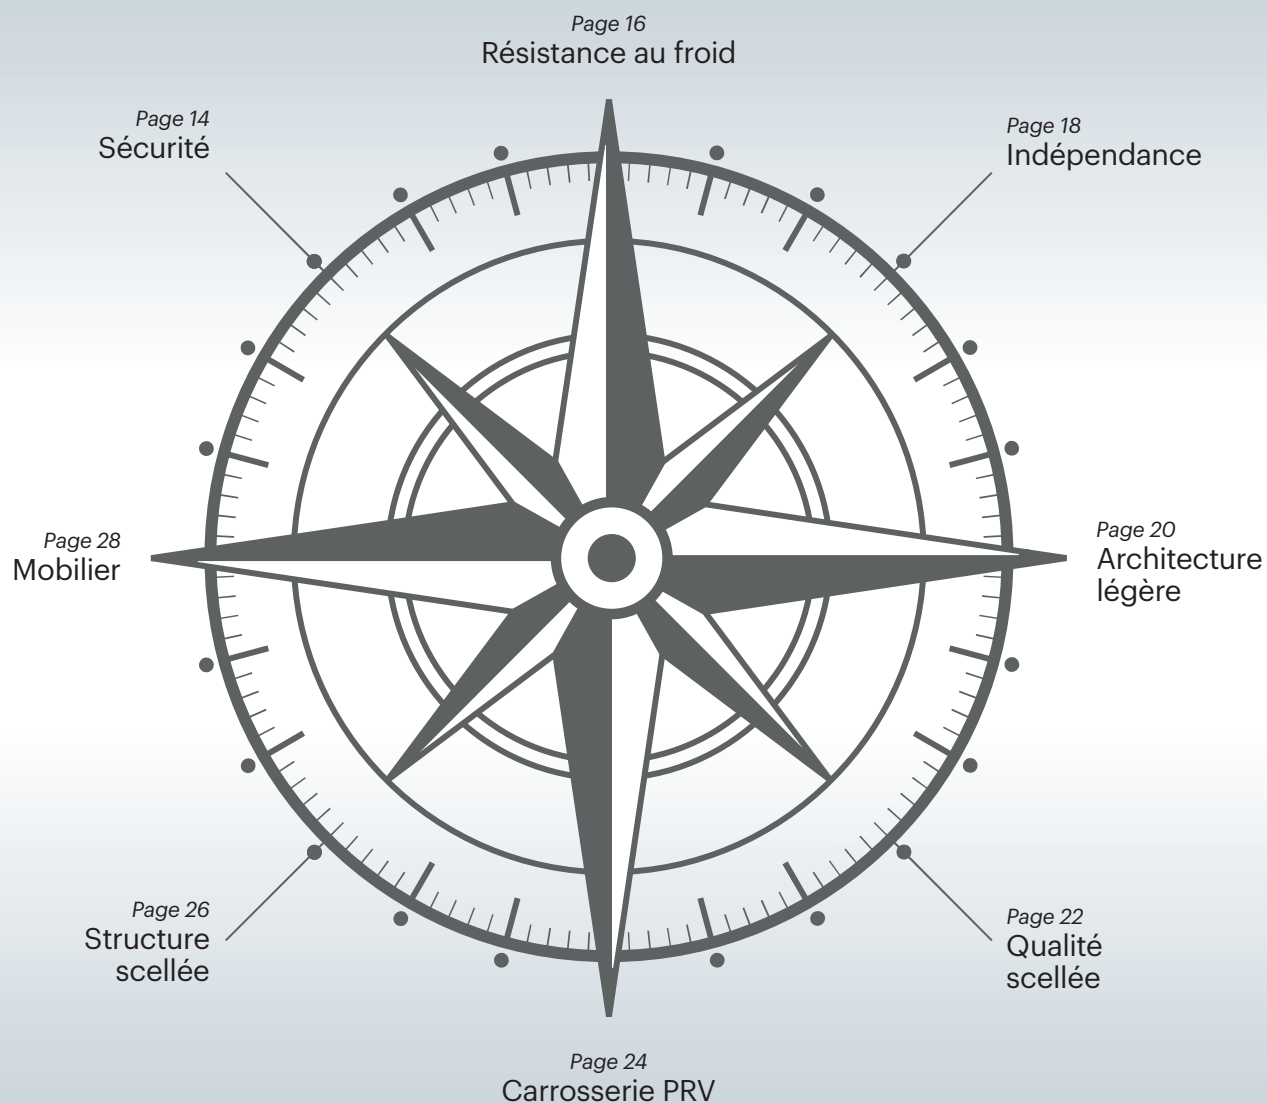 Page 16
Résistance au froid
Page 14
Sécurité
Page 18
Indépendance
Page 28
Mobilier
Page 20
Architecture
légère
Page 26
Structure
scellée
Page 22
Qualité
scellée
Page 24
Carrosserie PRV